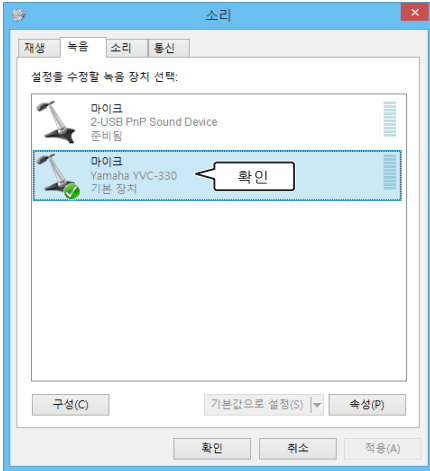 소리
재생 녹음 소리 통신
설정을 수정할 녹음 장치 선택:
마이크
2-USB PnP Sound Device
준비됨
마이크
Yamaha YVC-330
기본 장치
확인
구성(C) 기본값으로 설정(S) 속성(P)
확인 취소 적용(A)